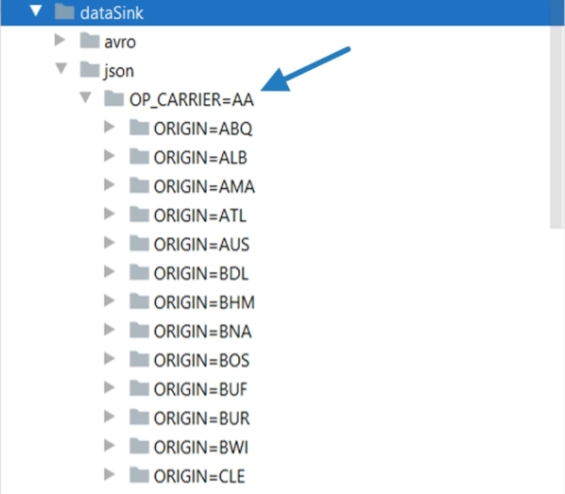 dataSink
avro
json
OP_CARRIER=AA
ORIGIN=ABQ
ORIGIN=ALB
ORIGIN=AMA
ORIGIN=ATL
ORIGIN=AUS
ORIGIN=BDL
ORIGIN=BHM
ORIGIN=BNA
ORIGIN=BOS
ORIGIN=BUF
ORIGIN=BUR
ORIGIN=BWI
ORIGIN=CLE